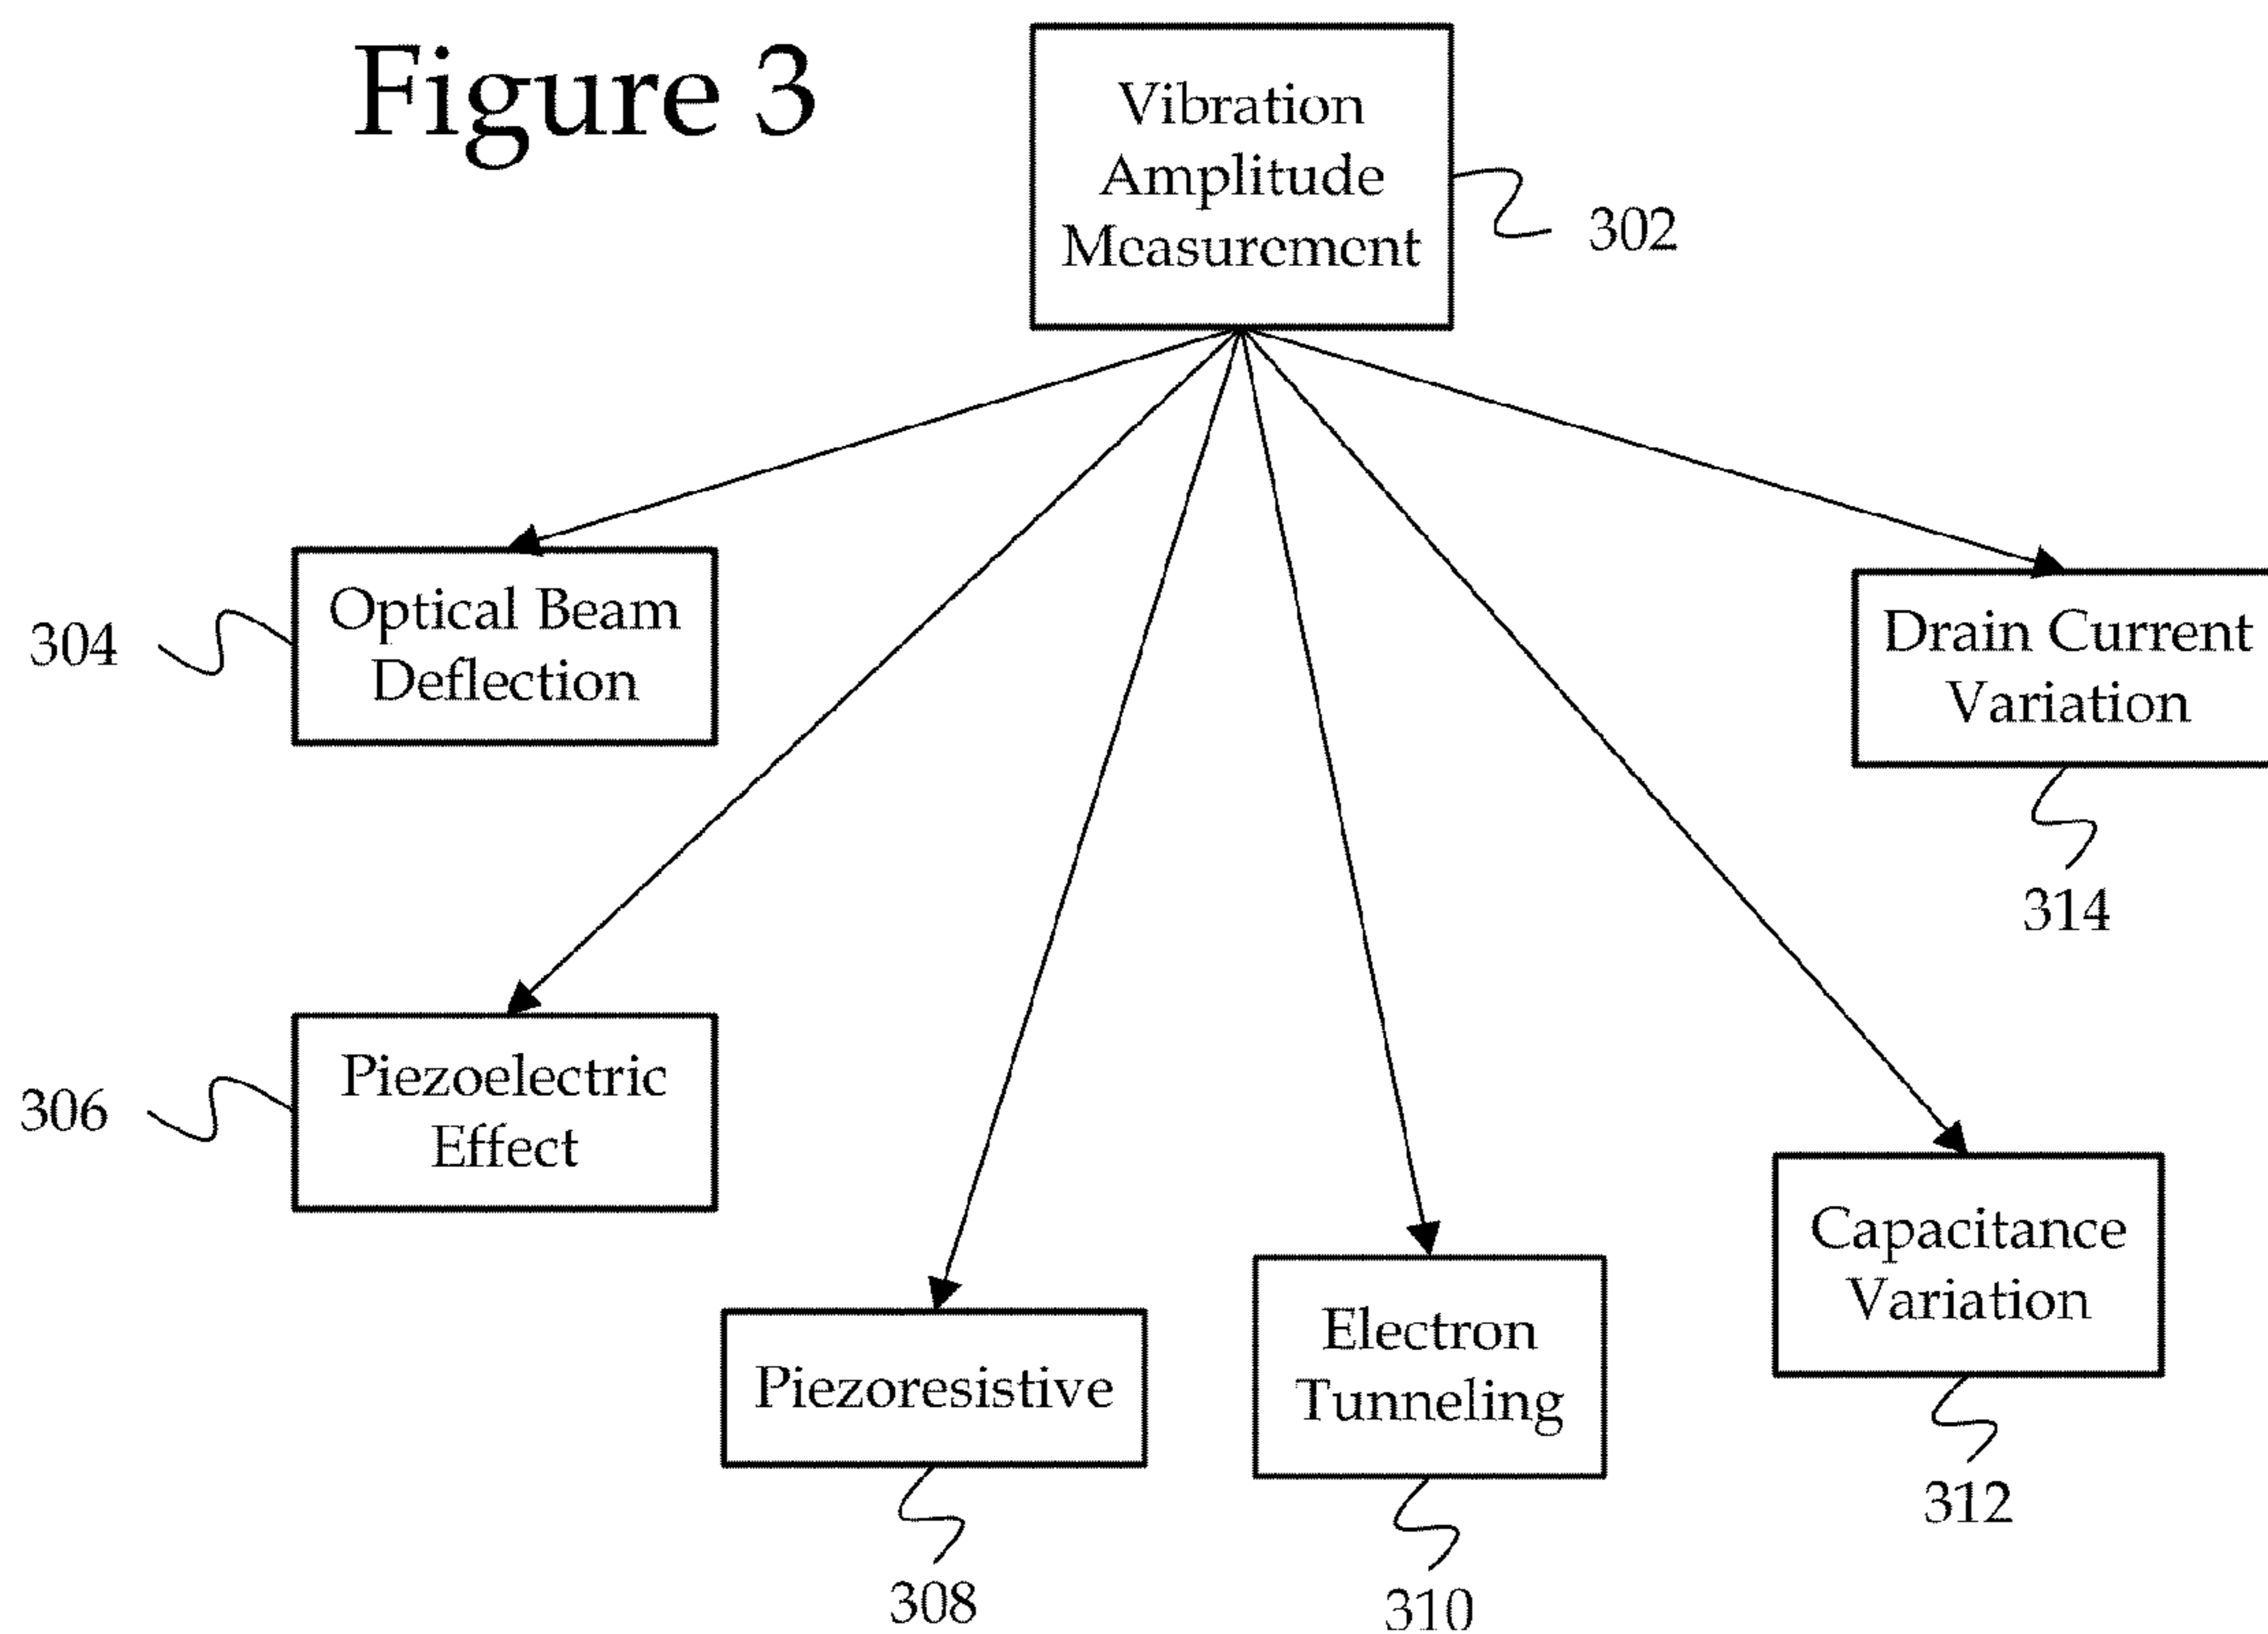 Figure 3
Vibration
Amplitude
Measurement
302
304
Optical Beam
Deflection
Drain Current
Variation
314
306
Piezoelectric
Effect
Capacitance
Variation
312
Piezoresistive
308
Electron
Tunneling
310